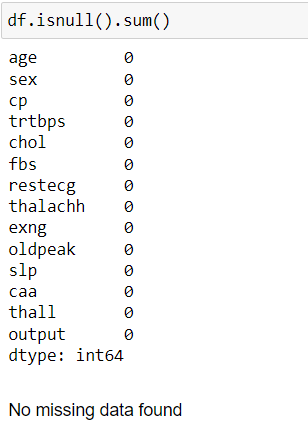 df.isnull().sum()
age 0
sex 0
cp 0
trtbps 0
chol 0
fbs 0
restecg 0
thalachh 0
exng 0
oldpeak 0
slp 0
caa 0
thall 0
output 0
dtype: int64
No missing data found